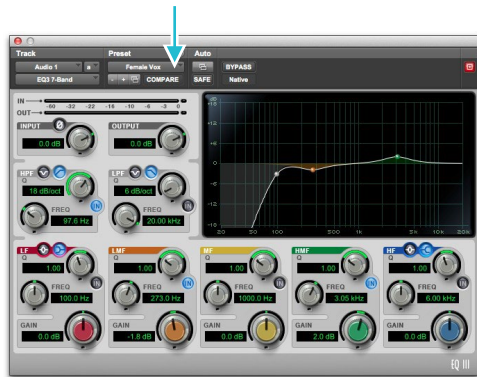 Track Preset Auto
Audio 1 a Female Vox BYPASS
EQ3 7-Band - + COMPARE SAFE Native
IN -60 -32 -22 -16 -10 -6 -3 0
OUT
INPUT Ø OUTPUT
0.0 dB 0.0 dB
HPF LPF
Q Q
18 dB/oct 6 dB/oct
FREQ IN FREQ IN
97.6 Hz 20.00 kHz
dB
+18
+12
+6
0
-6
-12
-18
20 50 100 200 500 1k 2k 5k 10k 20k
LF LMF MF HMF HF
Q Q Q Q Q
1.00 1.00 1.00 1.00 1.00
FREQ IN FREQ IN FREQ IN FREQ IN FREQ IN
100.0 Hz 273.0 Hz 1000.0 Hz 3.05 kHz 6.00 kHz
GAIN GAIN GAIN GAIN GAIN
0.0 dB -1.8 dB 0.0 dB 2.0 dB 0.0 dB
EQ III